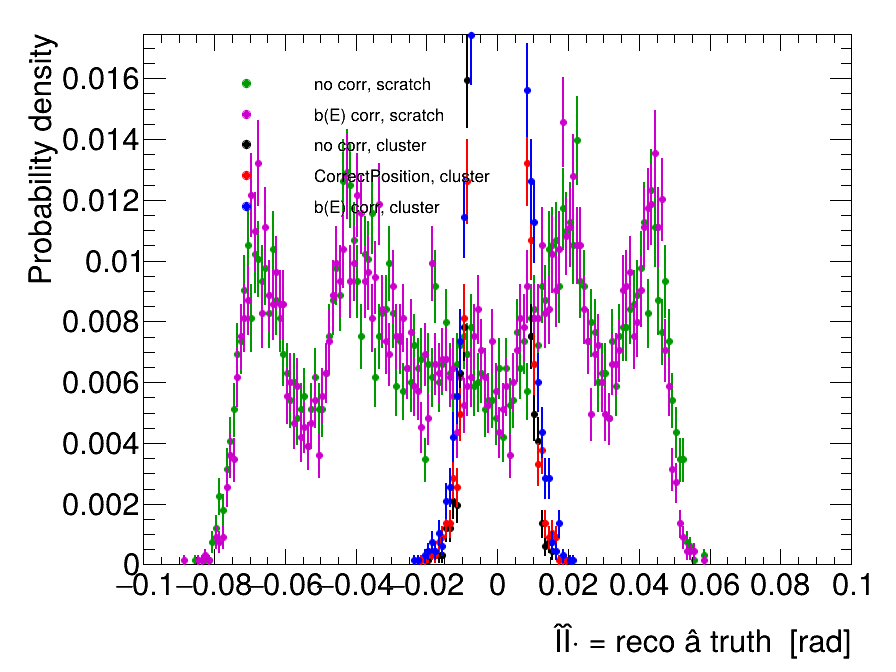 Probability density
0.016
0.014
0.012
0.01
0.008
0.006
0.004
0.002
0
no corr, scratch
b(E) corr, scratch
no corr, cluster
CorrectPosition, cluster
b(E) corr, cluster
−0.1 −0.08 −0.06 −0.04 −0.02 0 0.02 0.04 0.06 0.08 0.1
ÎÎ· = reco â truth [rad]